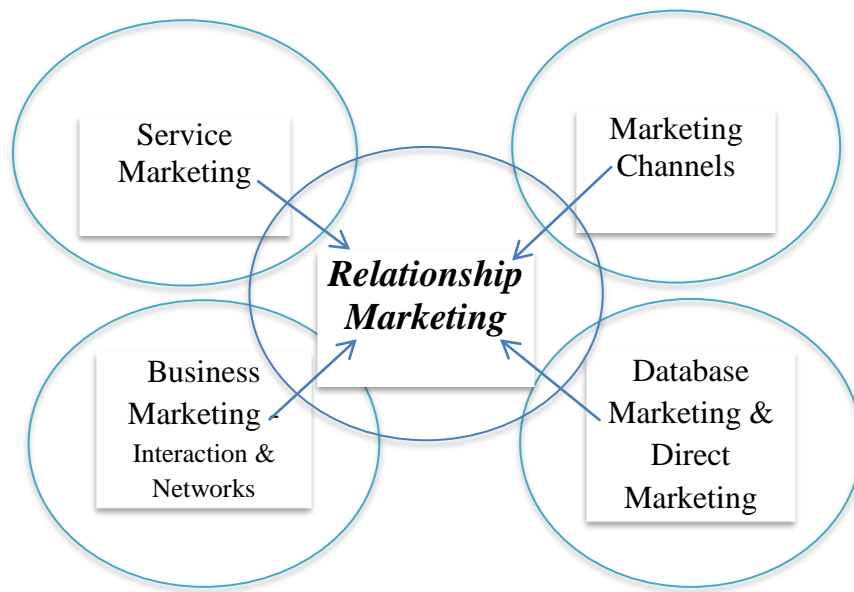 Service
Marketing
Marketing
Channels
Relationship
Marketing
Business
Marketing -
Interaction &
Networks
Database
Marketing &
Direct
Marketing